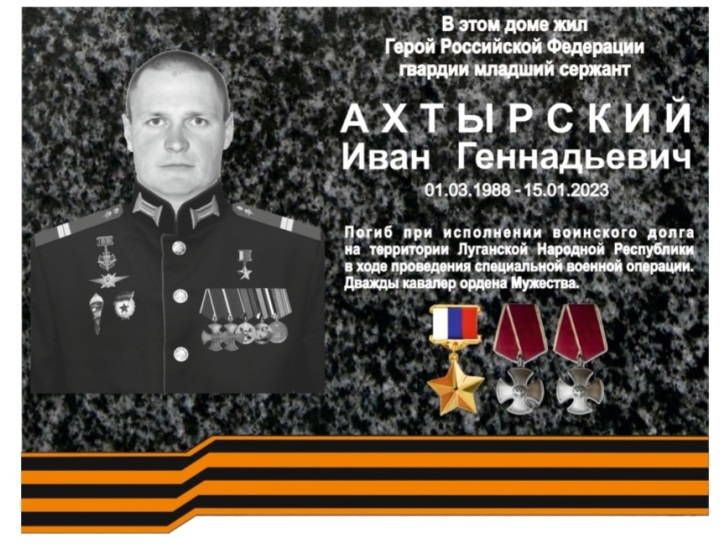 В этом доме жил
Герой Российской Федерации
гвардии младший сержант
АХТЫРСКИЙ
Иван Геннадьевич
01.03.1988 - 15.01.2023
Погиб при исполнении воинского долга
на территории Луганской Народной Республики
в ходе проведения специальной военной операции.
Дважды кавалер ордена Мужества.